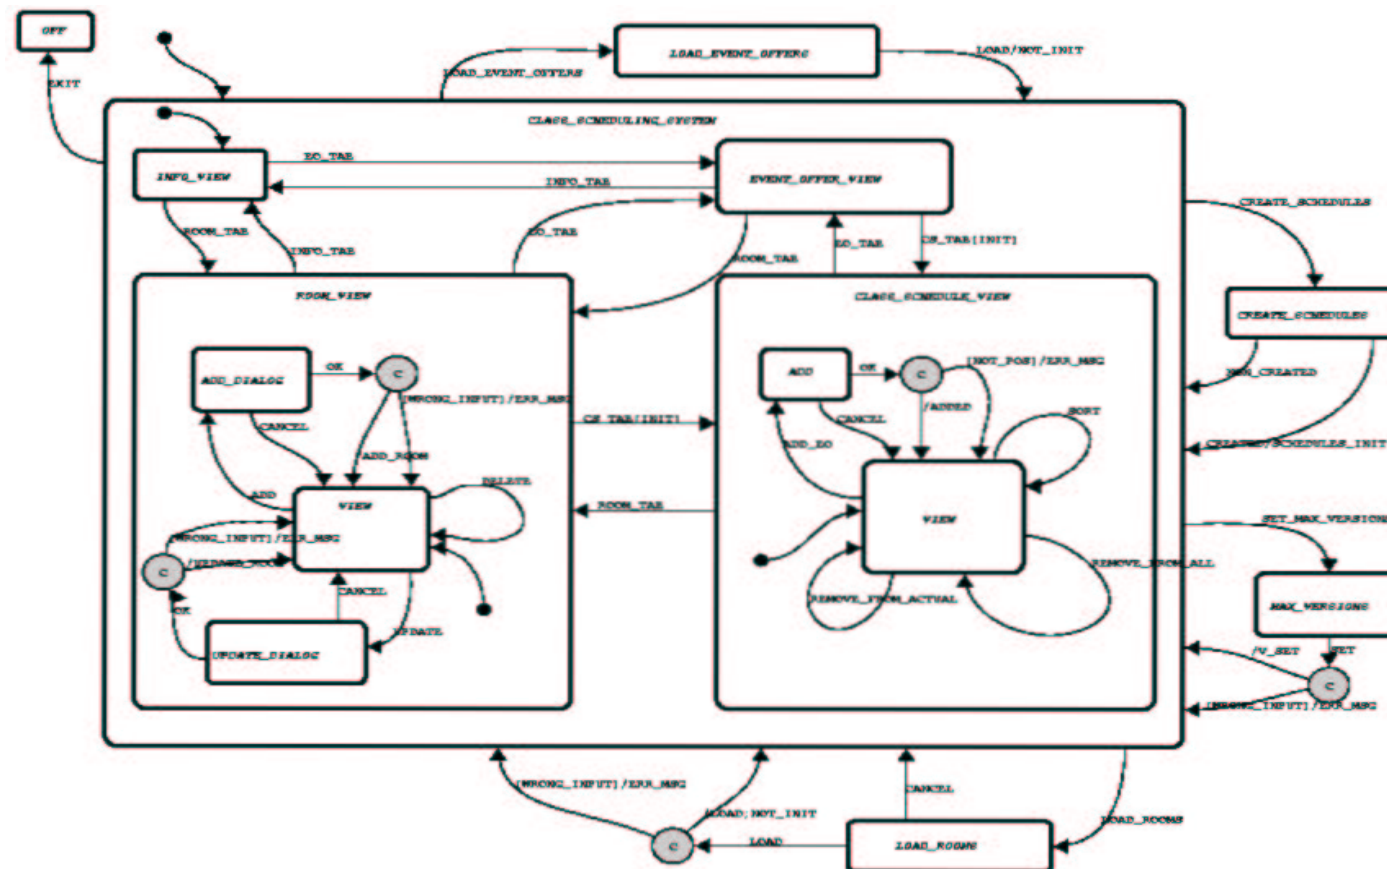 OFF
LOAD_EVENT_OFFERS
LOAD/NOT_INIT
EXIT
LOAD_EVENT_OFFERS
CLASS_SCHEDULING_SYSTEM
EO_TAB
INFO_VIEW
INFO_TAB
EVENT_OFFER_VIEW
CREATE_SCHEDULES
ROOM_TAB
INFO_TAB
EO_TAB
ROOM_TAB
EO_TAB
CS_TAB[INIT]
ROOM_VIEW
CLASS_SCHEDULE_VIEW
CREATE_SCHEDULES
OK
C
[NOT_POS]/ERR_MSG
ADD_DIALOG
ADD
OK
C
NON_CREATED
[WRONG_INPUT]/ERR_MSG
/ADDED
SORT
CANCEL
CS_TAB[INIT]
CANCEL
ADD_ROOM
ADD_EO
CREATED/SCHEDULES_INIT
DELETE
ADD
VIEW
ROOM_TAB
VIEW
SET_MAX_VERSIONS
[WRONG_INPUT]/ERR_MSG
/UPDATE_ROOM
C
CANCEL
REMOVE_FROM_ALL
OK
REMOVE_FROM_ACTUAL
MAX_VERSIONS
UPDATE
UPDATE_DIALOG
/V_SET
SET
C
[WRONG_INPUT]/ERR_MSG
[WRONG_INPUT]/ERR_MSG
CANCEL
/LOAD;NOT_INIT
LOAD_ROOMS
C
LOAD
LOAD_ROOMS